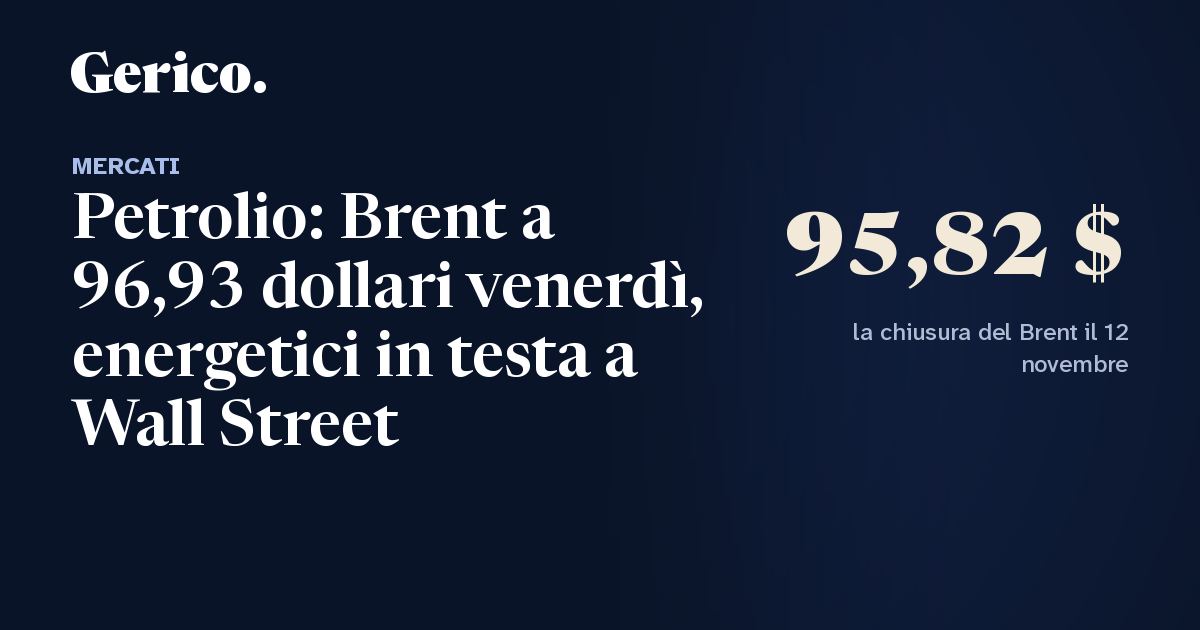 Gerico.
MERCATI
Petrolio: Brent a
96,93 dollari venerdì,
energetici in testa a
Wall Street
95,82 $
la chiusura del Brent il 12
novembre